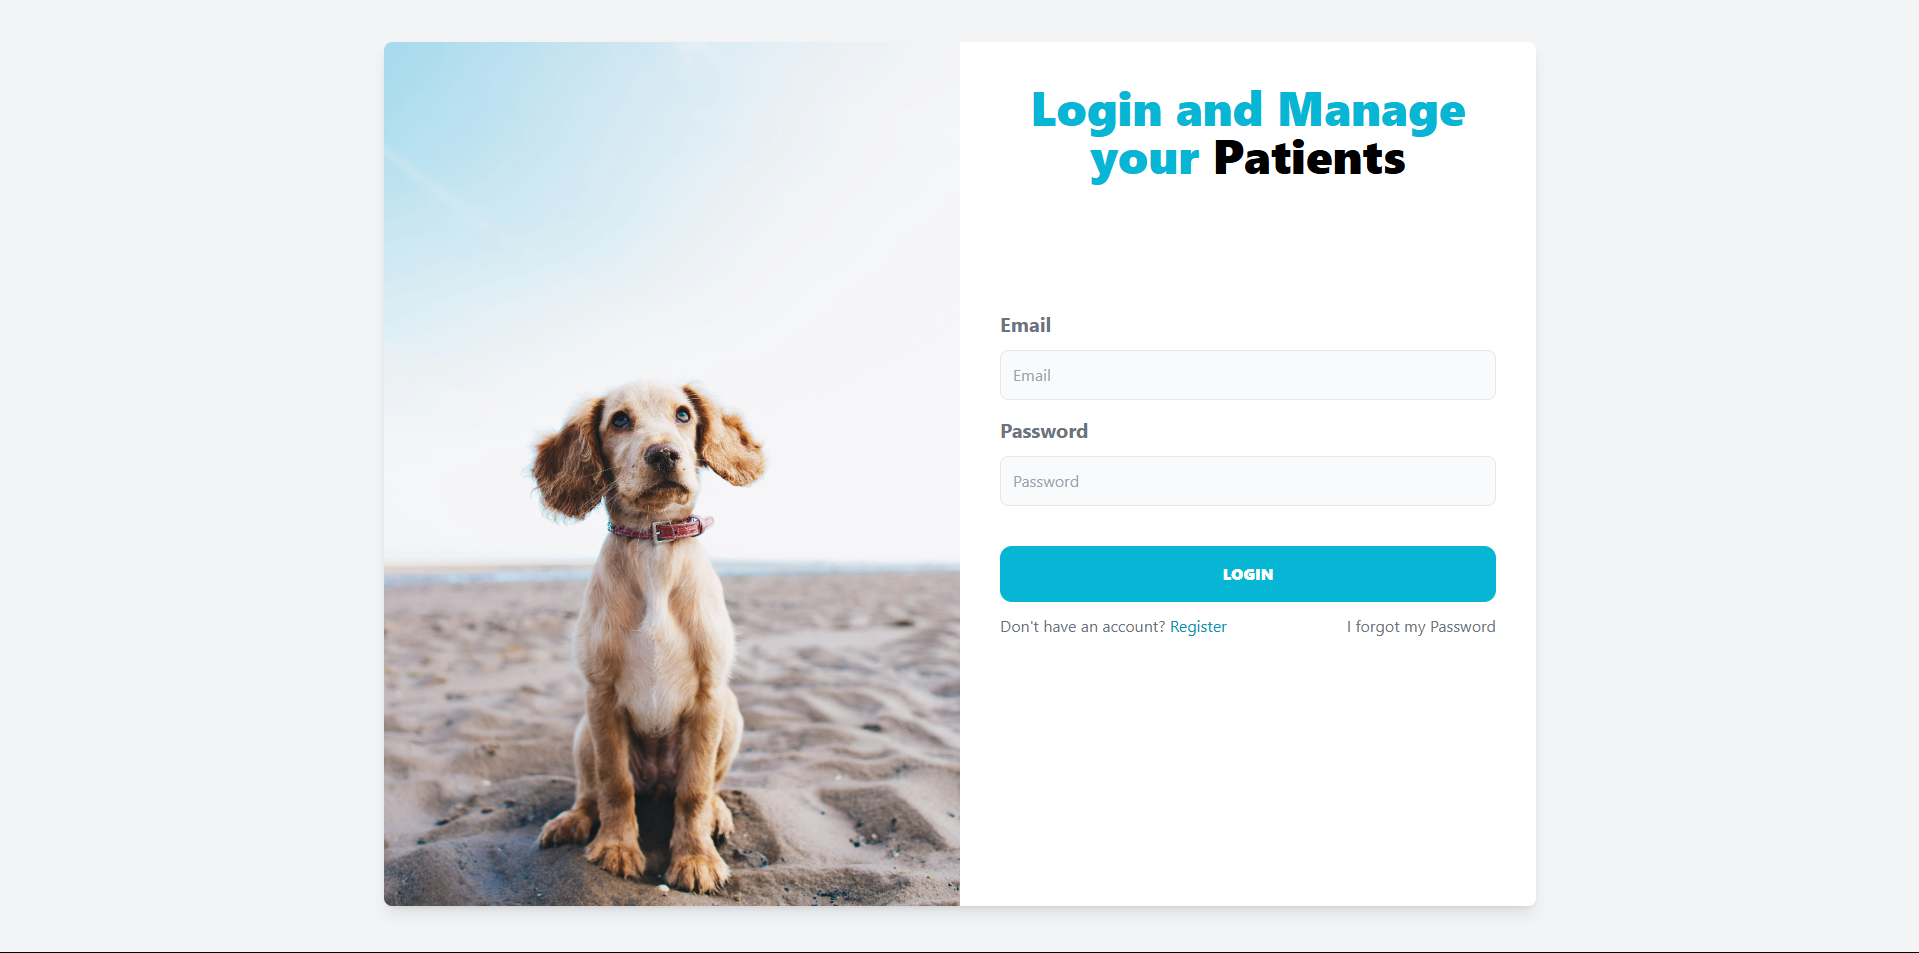 Login and Manage
your Patients
Email
Email
Password
Password
LOGIN
Don't have an account? Register
I forgot my Password